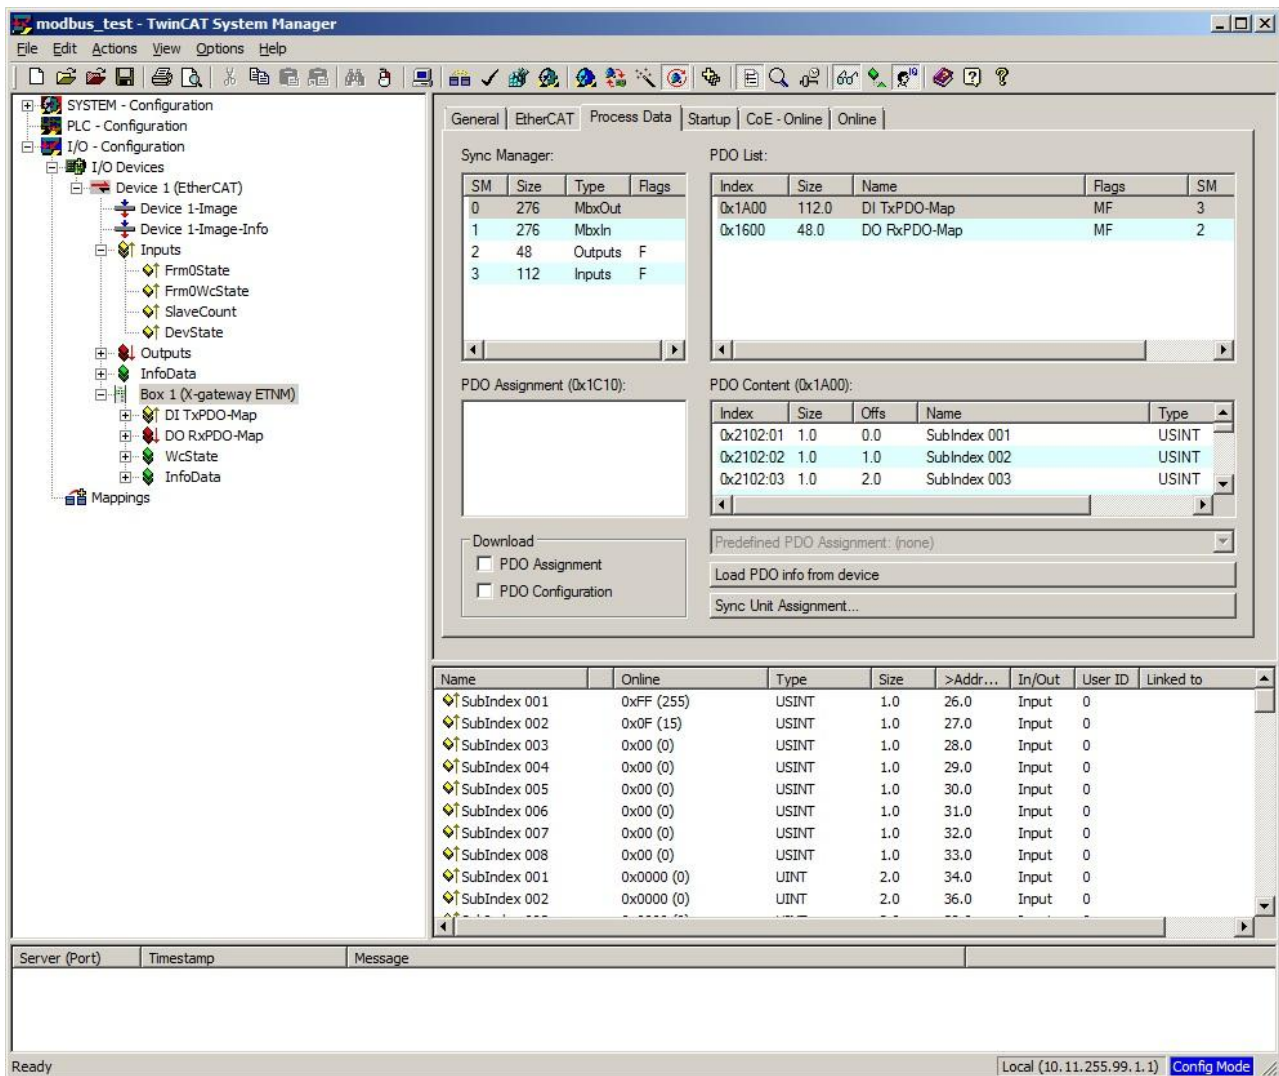 modbus_test - TwinCAT System Manager
File Edit Actions View Options Help
SYSTEM - Configuration
PLC - Configuration
I/O - Configuration
I/O Devices
Device 1 (EtherCAT)
Device 1-Image
Device 1-Image-Info
Inputs
Frm0State
Frm0WcState
SlaveCount
DevState
Outputs
InfoData
Box 1 (X-gateway ETNM)
DI TxPDO-Map
DO RxPDO-Map
WcState
InfoData
Mappings
General EtherCAT Process Data Startup CoE - Online Online
Sync Manager:
SM Size Type Flags
0 276 MbxOut
1 276 MbxIn
2 48 Outputs F
3 112 Inputs F
PDO List:
Index Size Name Flags SM
0x1A00 112.0 DI TxPDO-Map MF 3
0x1600 48.0 DO RxPDO-Map MF 2
PDO Assignment (0x1C10):
PDO Content (0x1A00):
Index Size Offs Name Type
0x2102:01 1.0 0.0 SubIndex 001 USINT
0x2102:02 1.0 1.0 SubIndex 002 USINT
0x2102:03 1.0 2.0 SubIndex 003 USINT
Download
PDO Assignment
PDO Configuration
Predefined PDO Assignment: (none)
Load PDO info from device
Sync Unit Assignment...
Name Online Type Size >Addr... In/Out User ID Linked to
SubIndex 001 0xFF (255) USINT 1.0 26.0 Input 0
SubIndex 002 0x0F (15) USINT 1.0 27.0 Input 0
SubIndex 003 0x00 (0) USINT 1.0 28.0 Input 0
SubIndex 004 0x00 (0) USINT 1.0 29.0 Input 0
SubIndex 005 0x00 (0) USINT 1.0 30.0 Input 0
SubIndex 006 0x00 (0) USINT 1.0 31.0 Input 0
SubIndex 007 0x00 (0) USINT 1.0 32.0 Input 0
SubIndex 008 0x00 (0) USINT 1.0 33.0 Input 0
SubIndex 001 0x0000 (0) UINT 2.0 34.0 Input 0
SubIndex 002 0x0000 (0) UINT 2.0 36.0 Input 0
Server (Port) Timestamp Message
Ready
Local (10.11.255.99.1.1) Config Mode